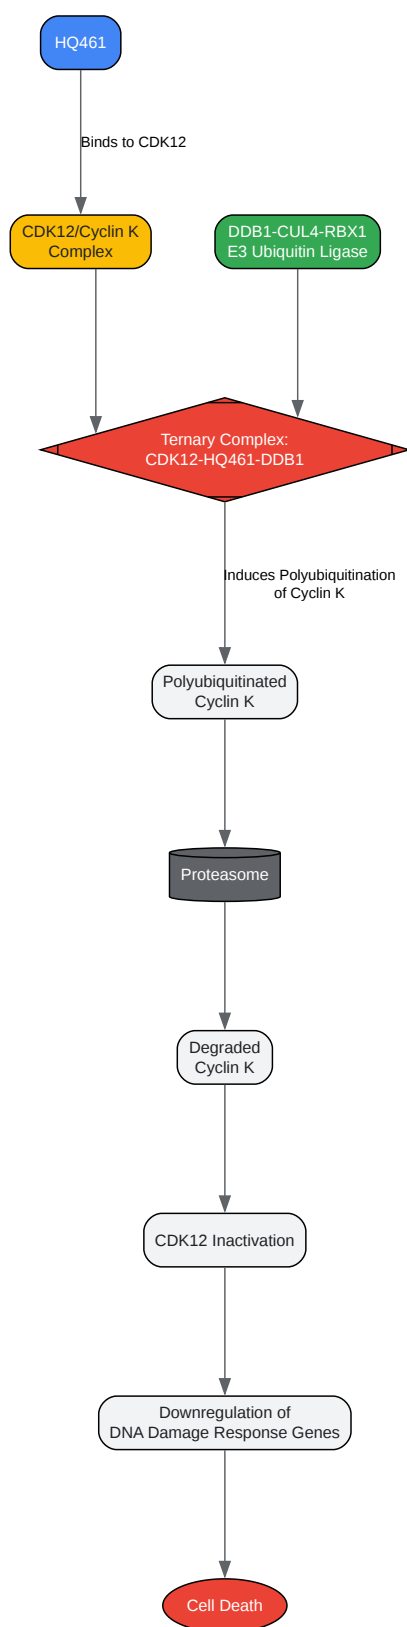 HQ461
Binds to CDK12
CDK12/Cyclin K
Complex
DDB1-CUL4-RBX1
E3 Ubiquitin Ligase
Ternary Complex:
CDK12-HQ461-DDB1
Induces Polyubiquitination
of Cyclin K
Polyubiquitinated
Cyclin K
Proteasome
Degraded
Cyclin K
CDK12 Inactivation
Downregulation of
DNA Damage Response Genes
Cell Death